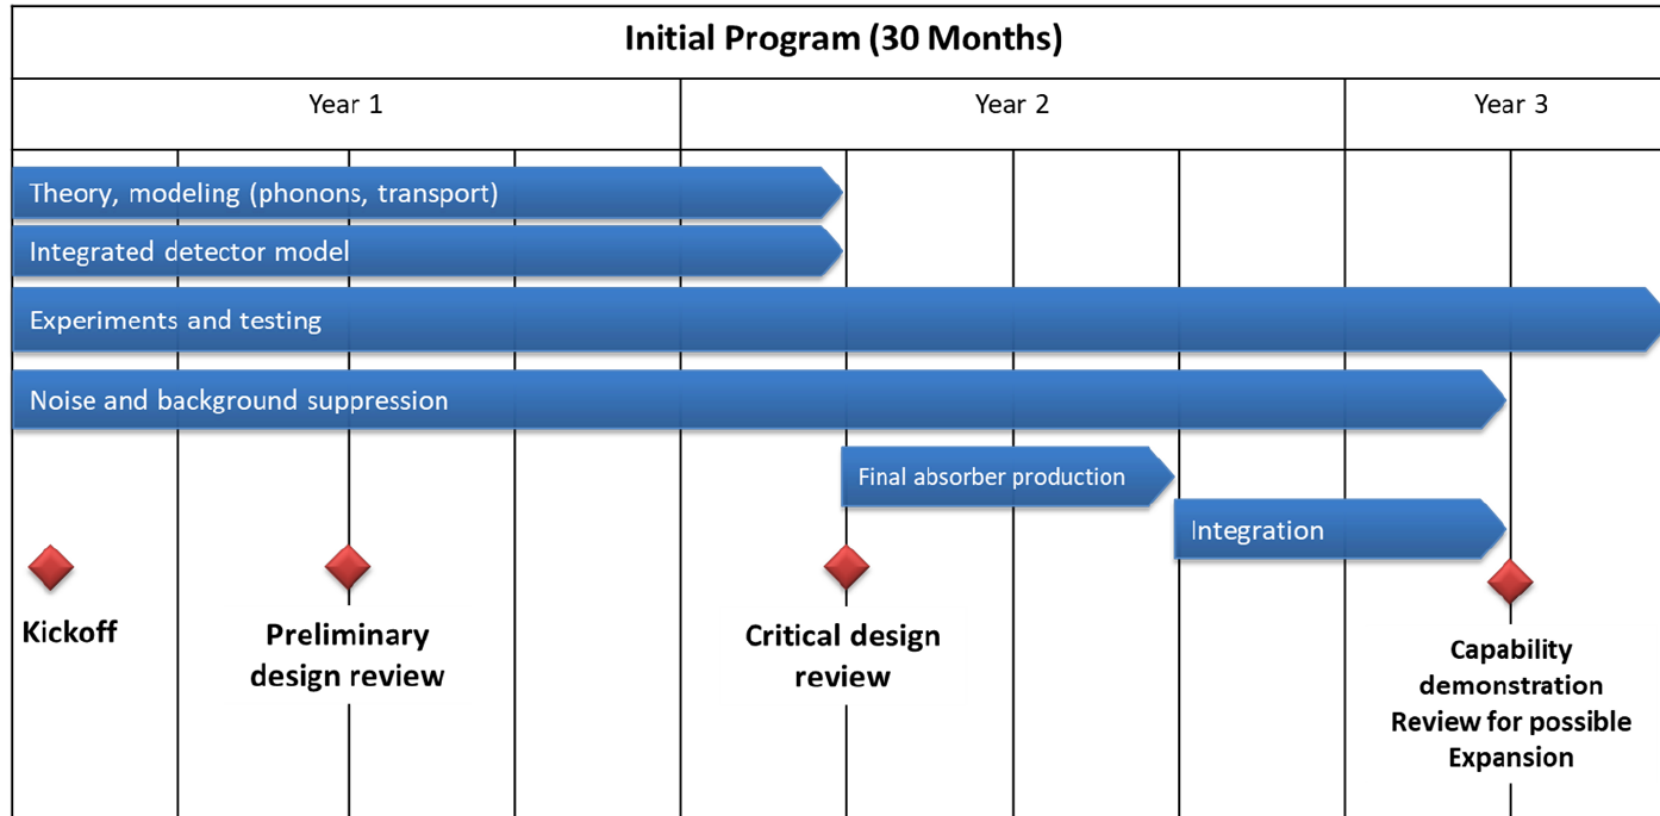 Initial Program (30 Months)
Year 1
Year 2
Year 3
Theory, modeling (phonons, transport)
Integrated detector model
Experiments and testing
Noise and background suppression
Final absorber production
Integration
Kickoff
Preliminary
design review
Critical design
review
Capability
demonstration
Review for possible
Expansion